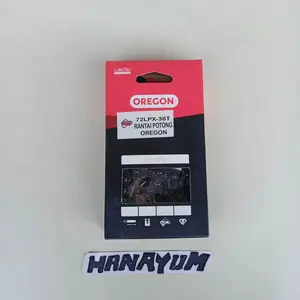 OREGON
72LPX-36T
RANTAI POTONG
OREGON
HANAYUM